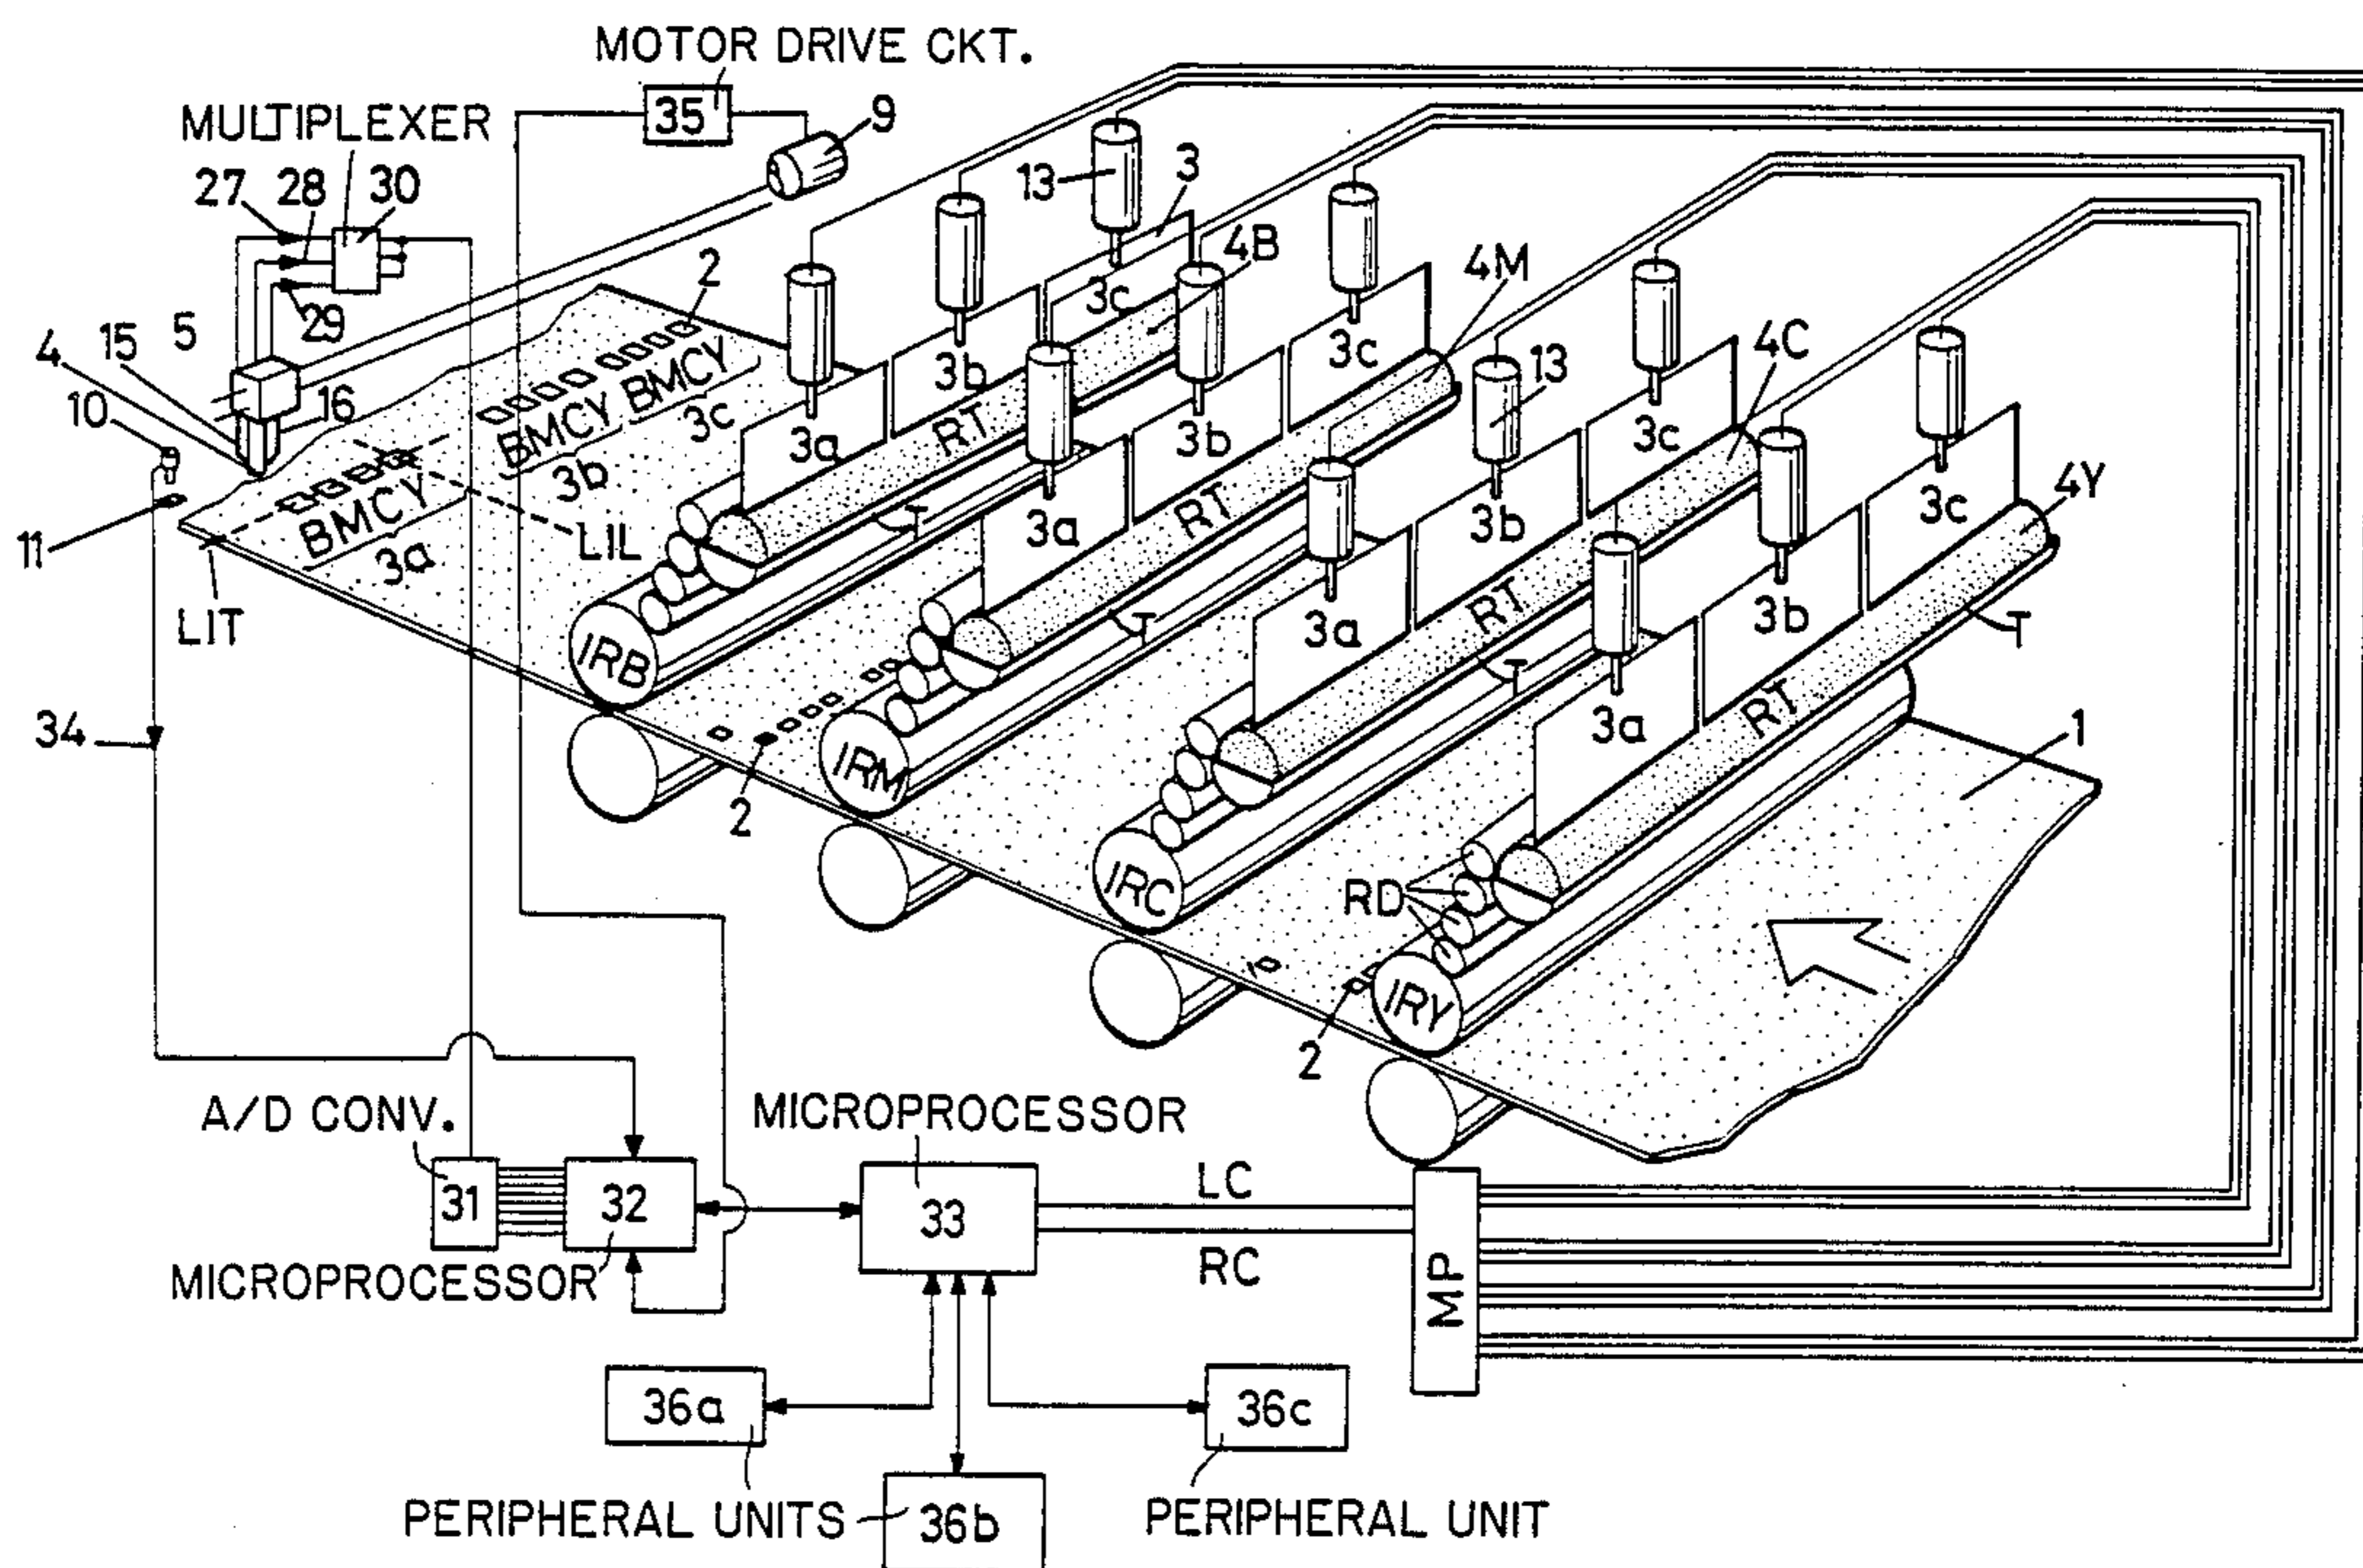 MOTOR DRIVE CKT.
35
9
MULTIPLEXER
27
28
30
29
13
3
2
4B
4M
3c
5
15
4
16
10
3b
3c
13
4C
BMCY BMCY
3c
3b
RT
3a
3b
3c
4Y
BMCY
3a
LIL
11
LIT
T
RT
3a
3b
3c
IRB
T
RT
3a
3b
T
34
2
IRM
T
RT
3a
1
IRC
RD
2
IRY
A/D CONV.
MICROPROCESSOR
31
32
33
LC
RC
MICROPROCESSOR
MP
36a
36c
PERIPHERAL UNITS
36b
PERIPHERAL UNIT